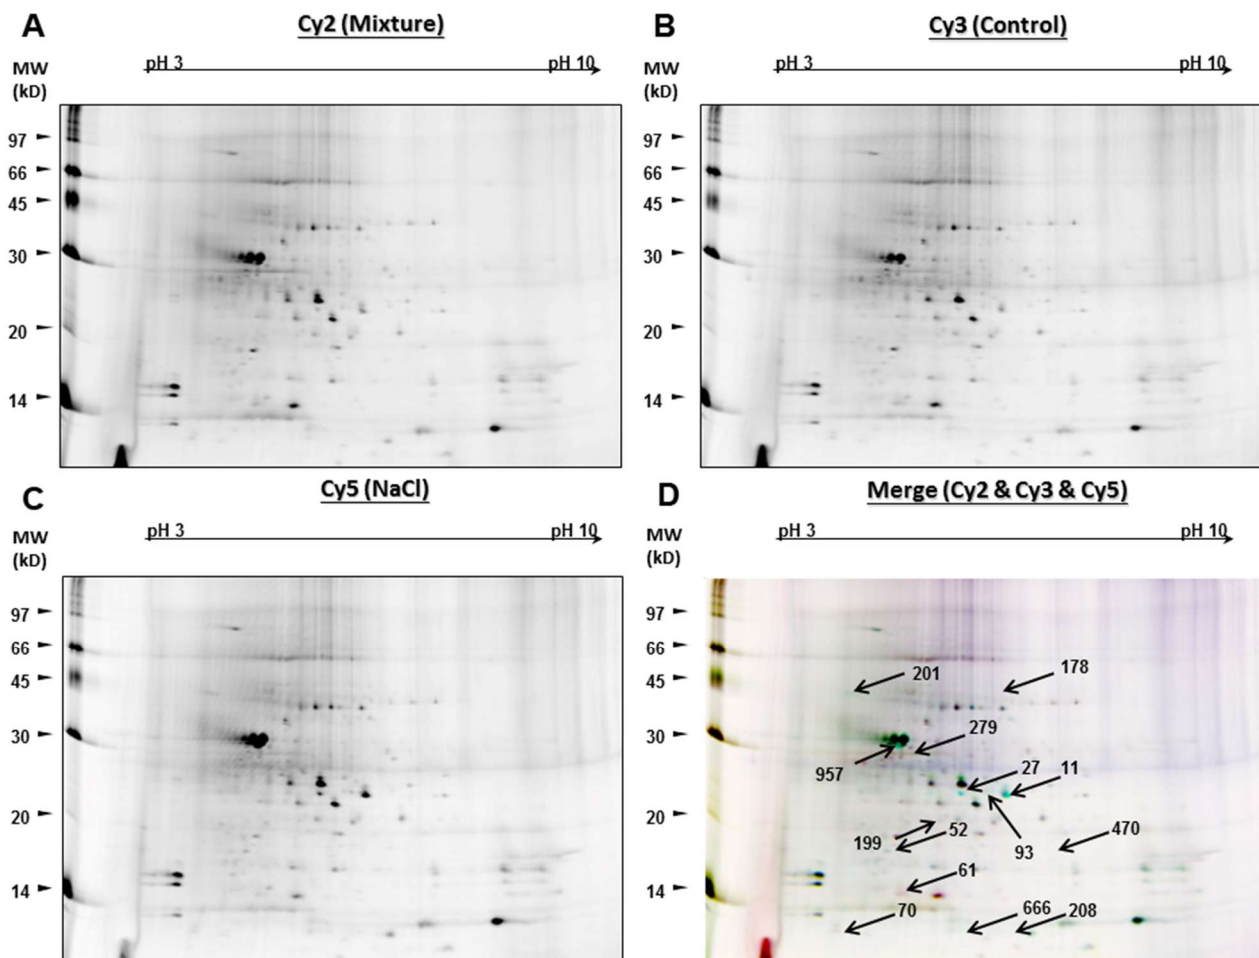 A
Cy2 (Mixture)
MW
(kD)
pH 3
pH 10
97
66
45
30
20
14
B
Cy3 (Control)
MW
(kD)
pH 3
pH 10
97
66
45
30
20
14
C
Cy5 (NaCl)
MW
(kD)
pH 3
pH 10
97
66
45
30
20
14
D
Merge (Cy2 & Cy3 & Cy5)
MW
(kD)
pH 3
pH 10
97
66
45
30
20
14
201
178
279
957
27
11
199
52
93
470
61
70
666
208